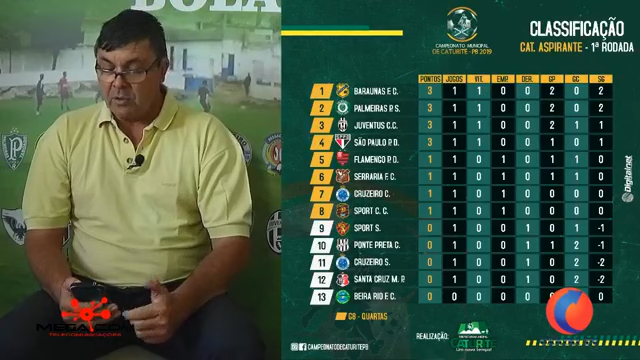 BOLA
CAMPEONATO MUNICIPAL
DE CATURITÉ - PB 2019
CLASSIFICAÇÃO
CAT. ASPIRANTE - 1ª RODADA
PONTOS JOGOS VIT. EMP. DER. GP GC SG
1 BARAUNAS E C. 3 1 1 0 0 2 0 2
2 PALMEIRAS P S. 3 1 1 0 0 2 0 2
3 JUVENTUS C.C. 3 1 1 0 0 2 1 1
4 SÃO PAULO P. D. 3 1 1 0 0 1 0 1
5 FLAMENGO P. D. 1 1 0 1 0 1 1 0
6 SERRARIA F. C. 1 1 0 1 0 1 1 0
7 CRUZEIRO C. 1 1 0 1 0 0 0 0
8 SPORT C. C. 1 1 0 1 0 0 0 0
9 SPORT S. 0 1 0 0 1 0 1 -1
10 PONTE PRETA C. 0 1 0 0 1 1 2 -1
11 CRUZEIRO S. 0 1 0 0 1 0 2 -2
12 SANTA CRUZ M. P. 0 1 0 0 1 0 2 -2
13 BEIRA RIO F. C. 0 0 0 0 0 0 0 0
G8 - QUARTAS
@CAMPEONATODECATURITEPB
REALIZAÇÃO:
CATURITÉ
Digitalnet
MEGACOM
TELECOMUNICAÇÕES